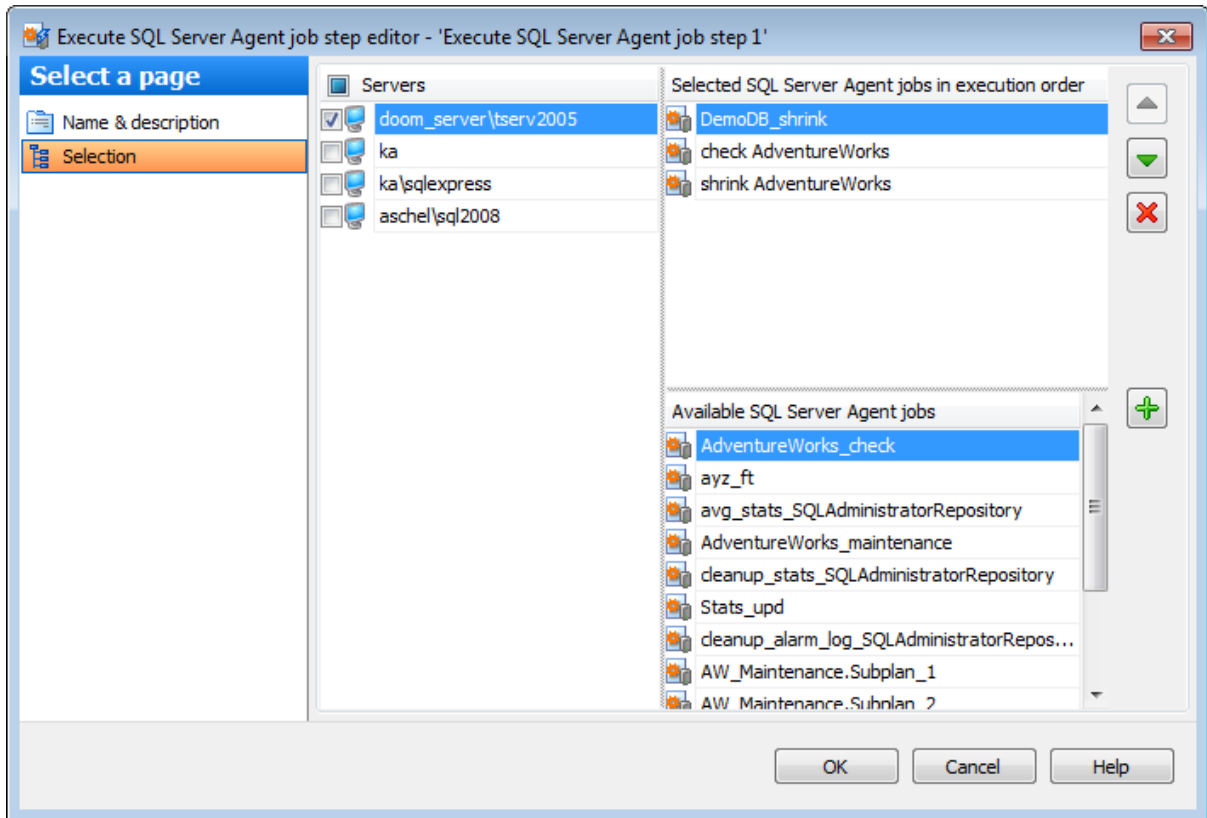 Execute SQL Server Agent job step editor - 'Execute SQL Server Agent job step 1'
Select a page
Name & description
Selection
Servers
doom_server\tserv2005
ka
ka\sqlexpress
aschel\sql2008
Selected SQL Server Agent jobs in execution order
DemoDB_shrink
check AdventureWorks
shrink AdventureWorks
Available SQL Server Agent jobs
AdventureWorks_check
ayz_ft
avg_stats_SQLAdministratorRepository
AdventureWorks_maintenance
cleanup_stats_SQLAdministratorRepository
Stats_upd
cleanup_alarm_log_SQLAdministratorRepos...
AW_Maintenance.Subplan_1
AW_Maintenance.Subplan_2
OK
Cancel
Help